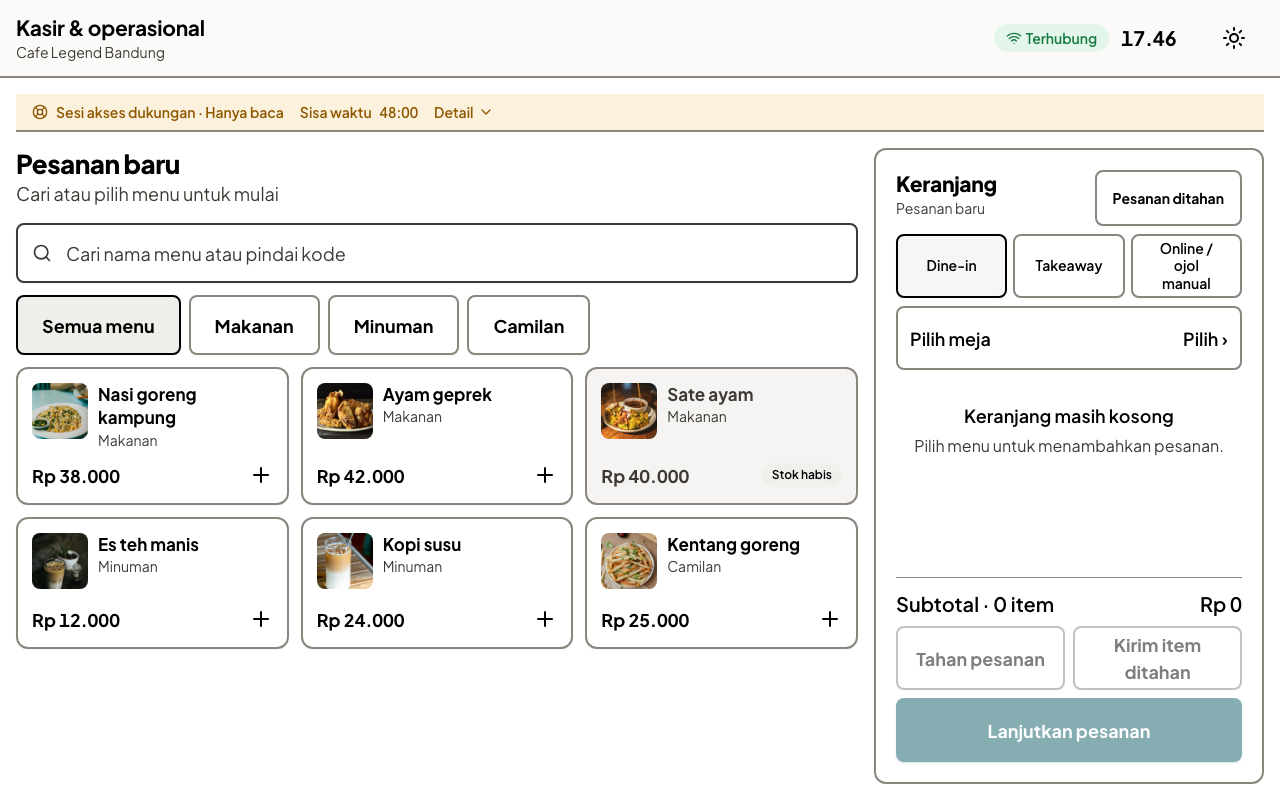 Kasir & operasional
Cafe Legend Bandung
Terhubung
17.46
Sesi akses dukungan · Hanya baca
Sisa waktu 48:00
Detail
Pesanan baru
Cari atau pilih menu untuk mulai
Cari nama menu atau pindai kode
Semua menu
Makanan
Minuman
Camilan
Nasi goreng
kampung
Makanan
Rp 38.000
Ayam geprek
Makanan
Rp 42.000
Sate ayam
Makanan
Rp 40.000
Stok habis
Es teh manis
Minuman
Rp 12.000
Kopi susu
Minuman
Rp 24.000
Kentang goreng
Camilan
Rp 25.000
Keranjang
Pesanan baru
Pesanan ditahan
Dine-in
Takeaway
Online /
ojol
manual
Pilih meja
Pilih ›
Keranjang masih kosong
Pilih menu untuk menambahkan pesanan.
Subtotal · 0 item
Rp 0
Tahan pesanan
Kirim item
ditahan
Lanjutkan pesanan